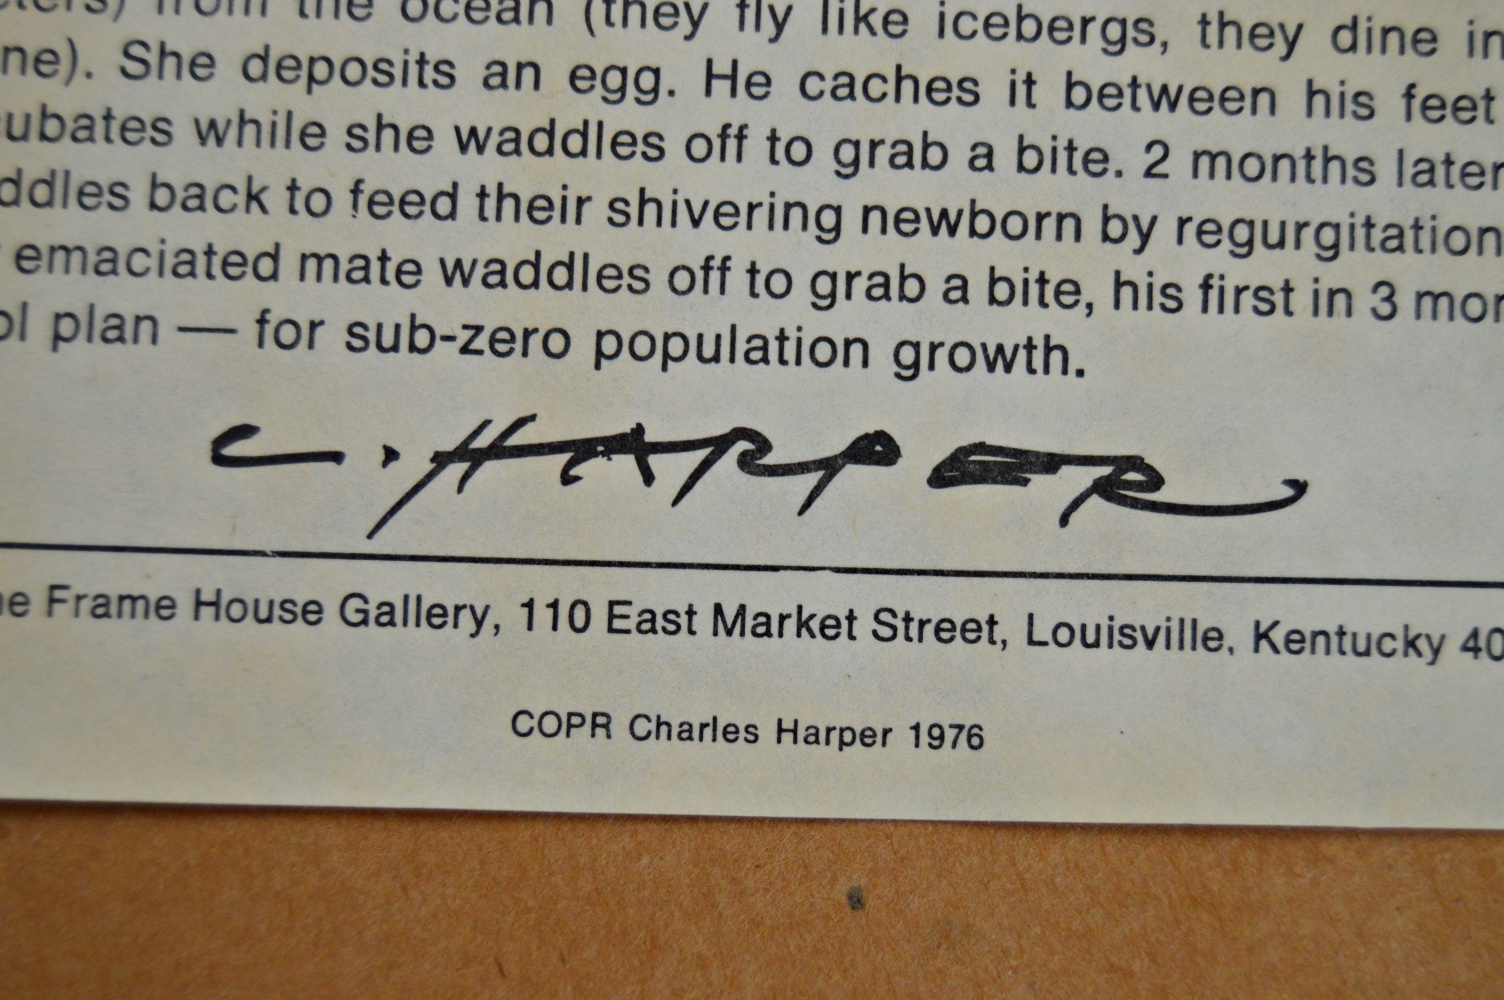 from the ocean (they fly like icebergs, they dine in
ne). She deposits an egg. He caches it between his feet
ubates while she waddles off to grab a bite. 2 months later
ddles back to feed their shivering newborn by regurgitation
emaciated mate waddles off to grab a bite, his first in 3 mon
ol plan — for sub-zero population growth.
C. HARPER
e Frame House Gallery, 110 East Market Street, Louisville, Kentucky 40
COPR Charles Harper 1976